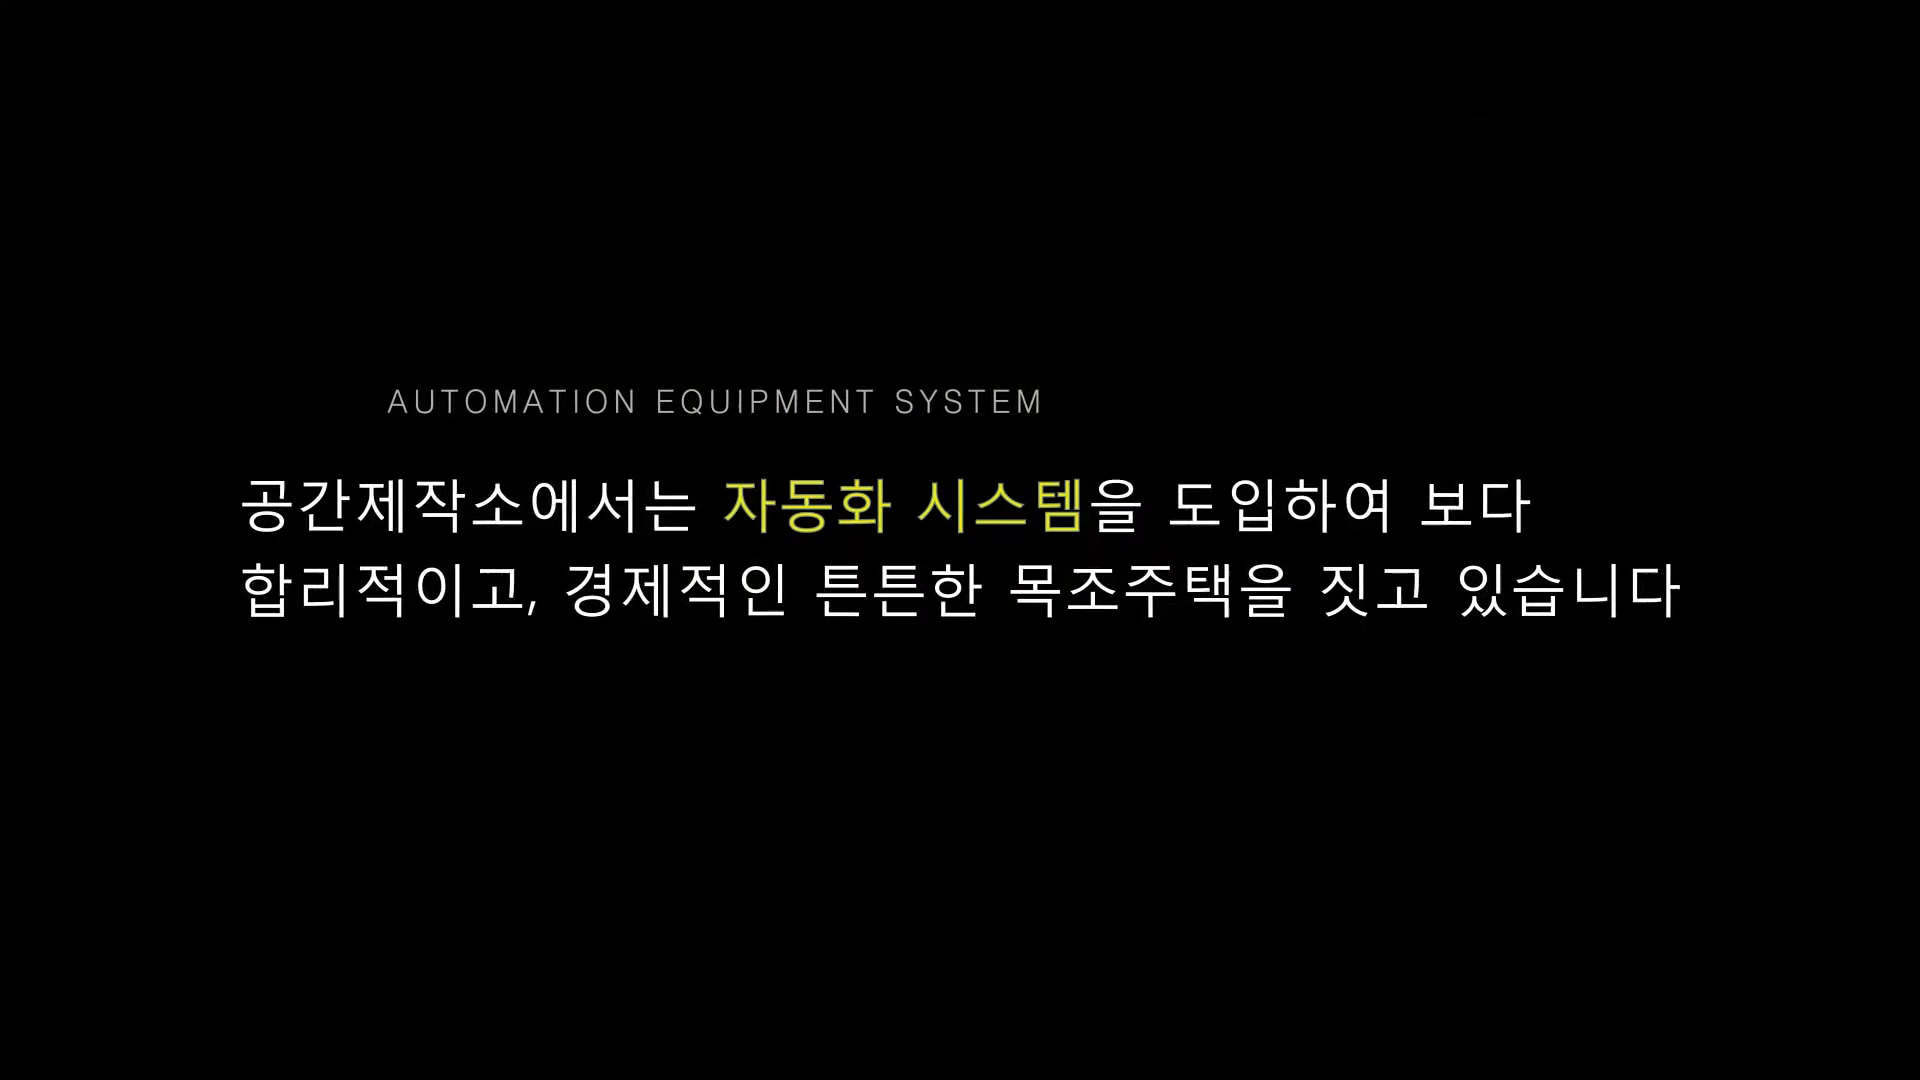 AUTOMATION EQUIPMENT SYSTEM
공간제작소에서는 자동화 시스템을 도입하여 보다
합리적이고, 경제적인 튼튼한 목조주택을 짓고 있습니다